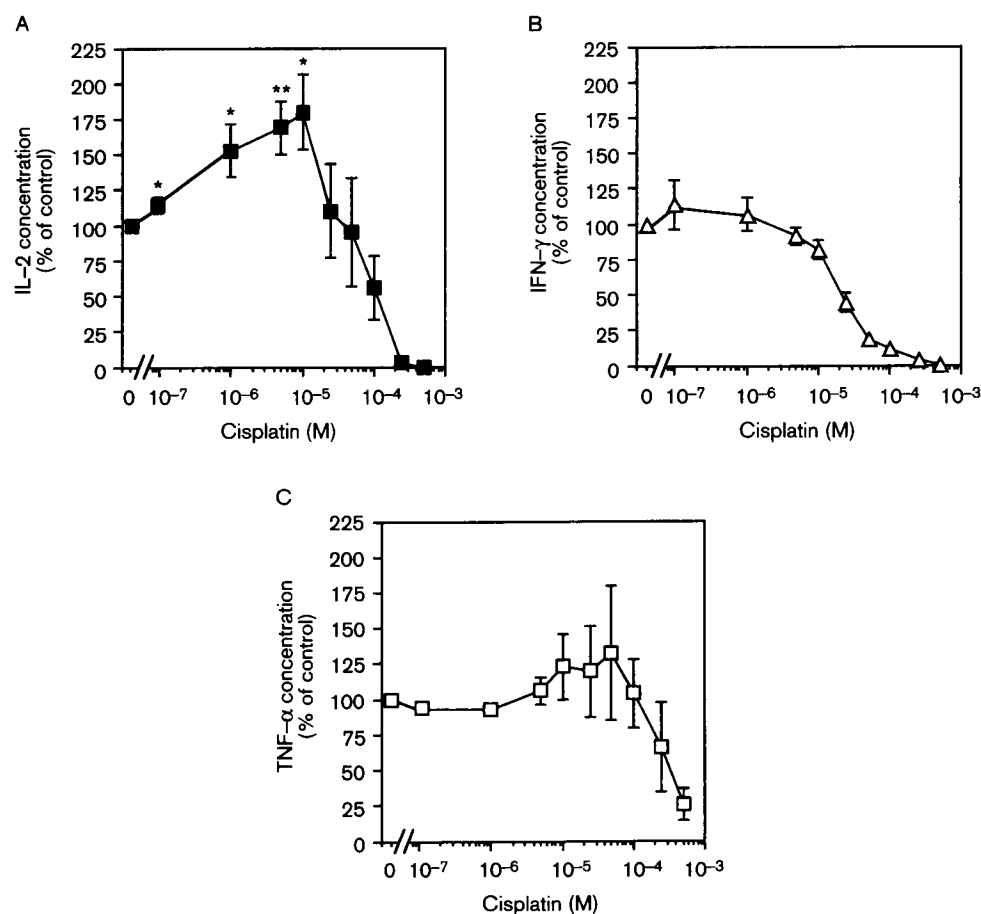 A
225
200
175
150
125
100
75
50
25
0
IL–2 concentration
(% of control)
*
*
**
*
0 10⁻⁷ 10⁻⁶ 10⁻⁵ 10⁻⁴ 10⁻³
Cisplatin (M)
B
225
200
175
150
125
100
75
50
25
0
IFN–γ concentration
(% of control)
0 10⁻⁷ 10⁻⁶ 10⁻⁵ 10⁻⁴ 10⁻³
Cisplatin (M)
C
225
200
175
150
125
100
75
50
25
0
TNF–α concentration
(% of control)
0 10⁻⁷ 10⁻⁶ 10⁻⁵ 10⁻⁴ 10⁻³
Cisplatin (M)